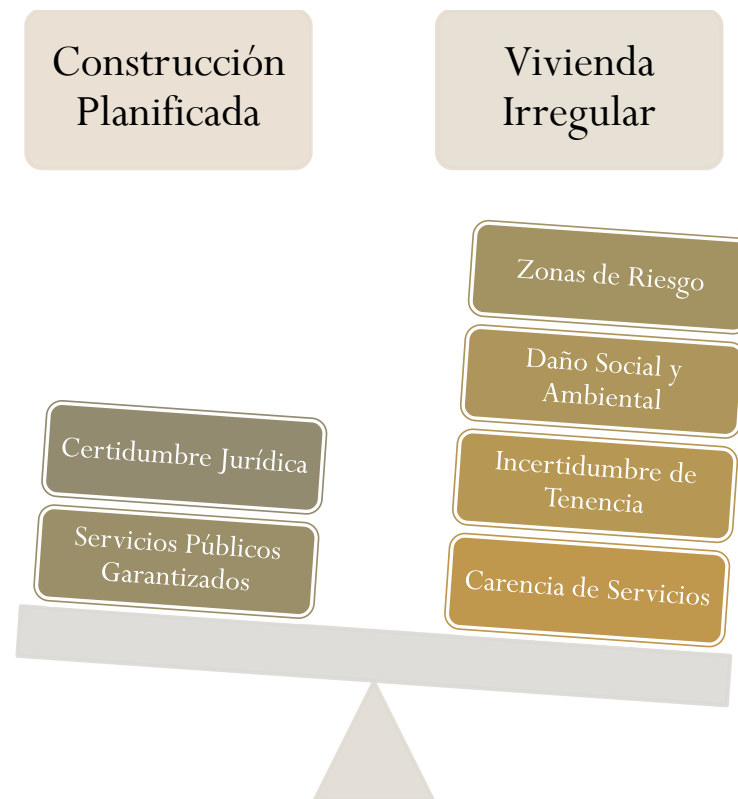 Construcción
Planificada
Vivienda
Irregular
Zonas de Riesgo
Daño Social y
Ambiental
Incertidumbre de
Tenencia
Carencia de Servicios
Certidumbre Jurídica
Servicios Públicos
Garantizados